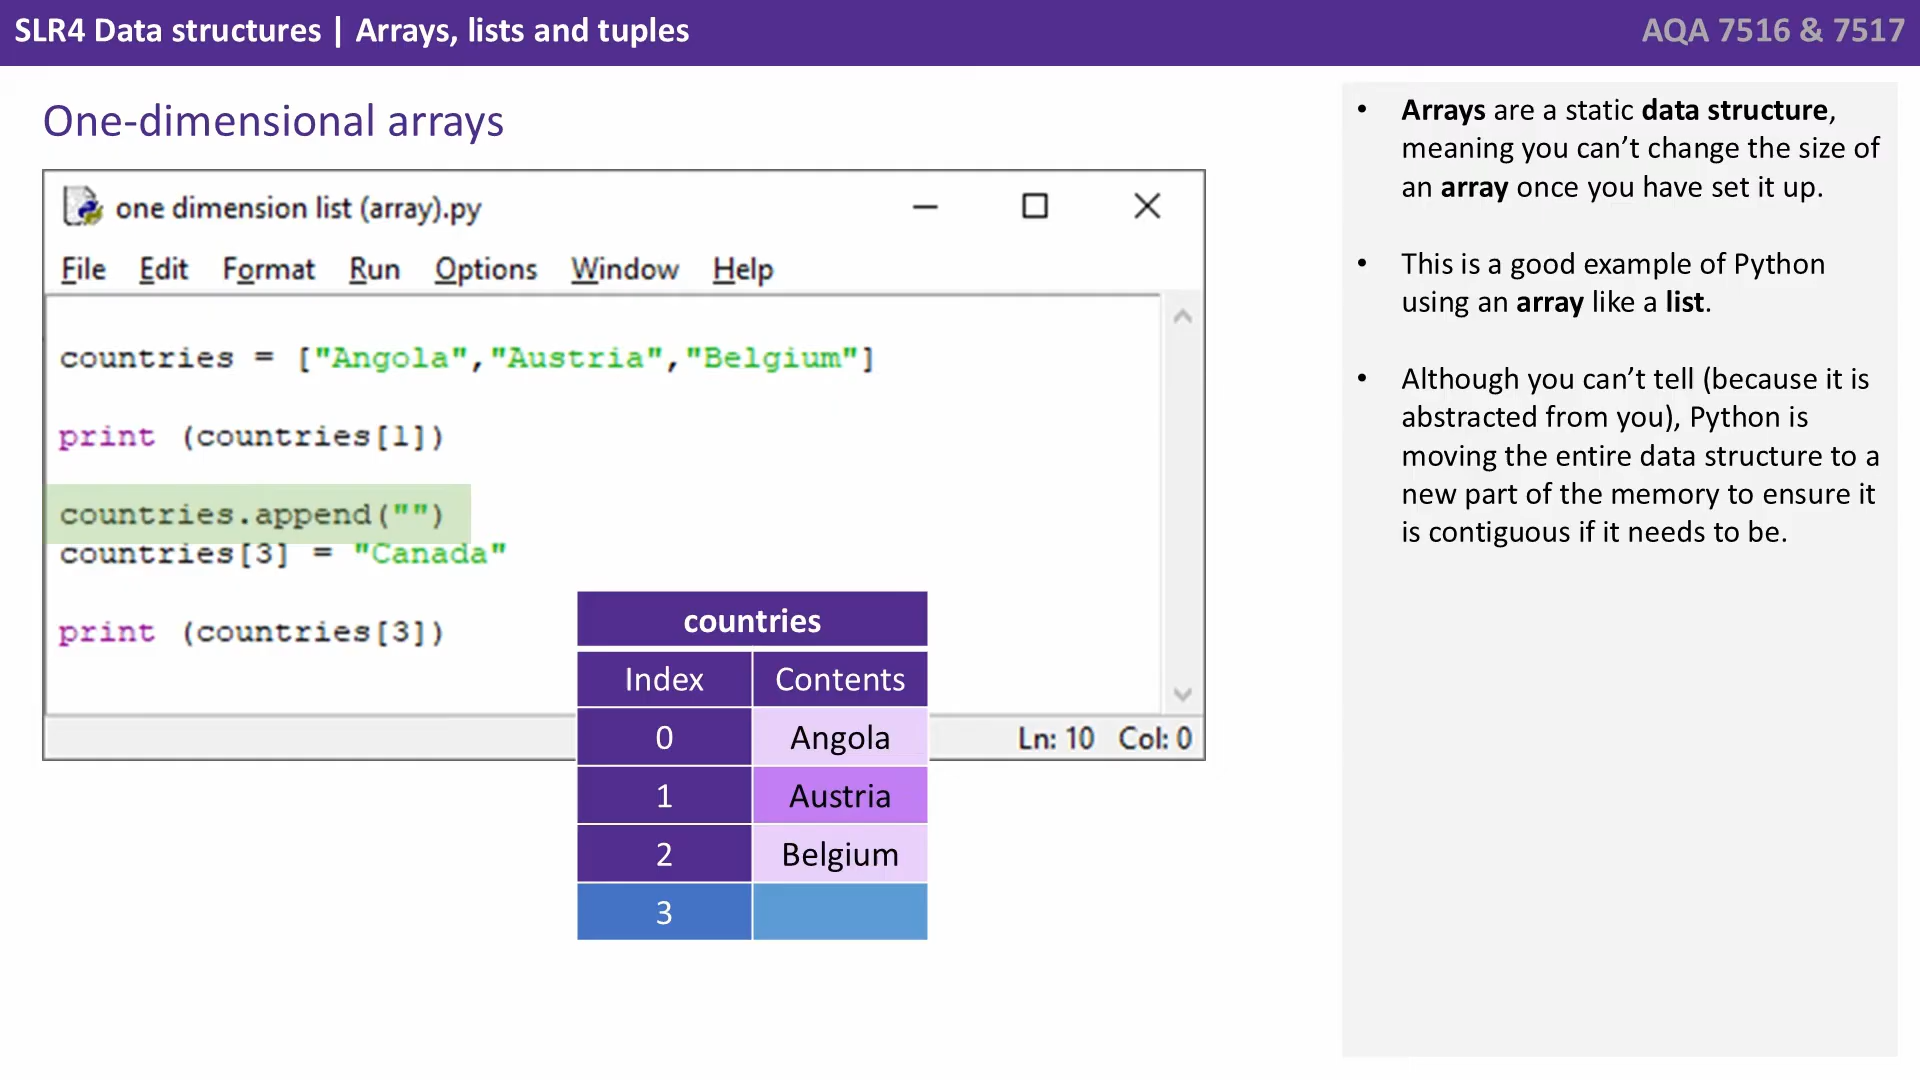 SLR4 Data structures | Arrays, lists and tuples
AQA 7516 & 7517
One-dimensional arrays
one dimension list (array).py
File Edit Format Run Options Window Help
countries = ["Angola","Austria","Belgium"]
print (countries[1])
countries.append("")
countries[3] = "Canada"
print (countries[3])
Ln: 10 Col: 0
countries
Index Contents
0 Angola
1 Austria
2 Belgium
3
• Arrays are a static data structure,
meaning you can’t change the size of
an array once you have set it up.
• This is a good example of Python
using an array like a list.
• Although you can’t tell (because it is
abstracted from you), Python is
moving the entire data structure to a
new part of the memory to ensure it
is contiguous if it needs to be.